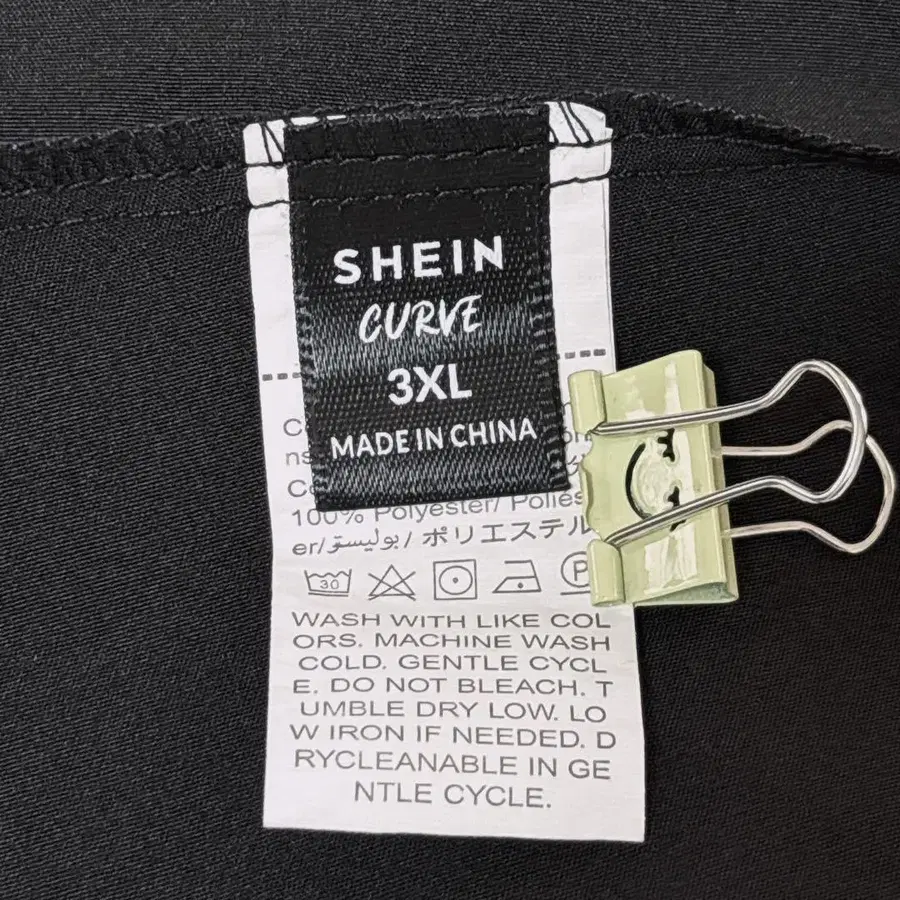 SHEIN
CURVE
3XL
MADE IN CHINA
100% Polyester/ Polies
er/بوليستر/ ポリエステル
30
P
WASH WITH LIKE COL
ORS. MACHINE WASH
COLD. GENTLE CYCL
E. DO NOT BLEACH. T
UMBLE DRY LOW. LO
W IRON IF NEEDED. D
RYCLEANABLE IN GE
NTLE CYCLE.